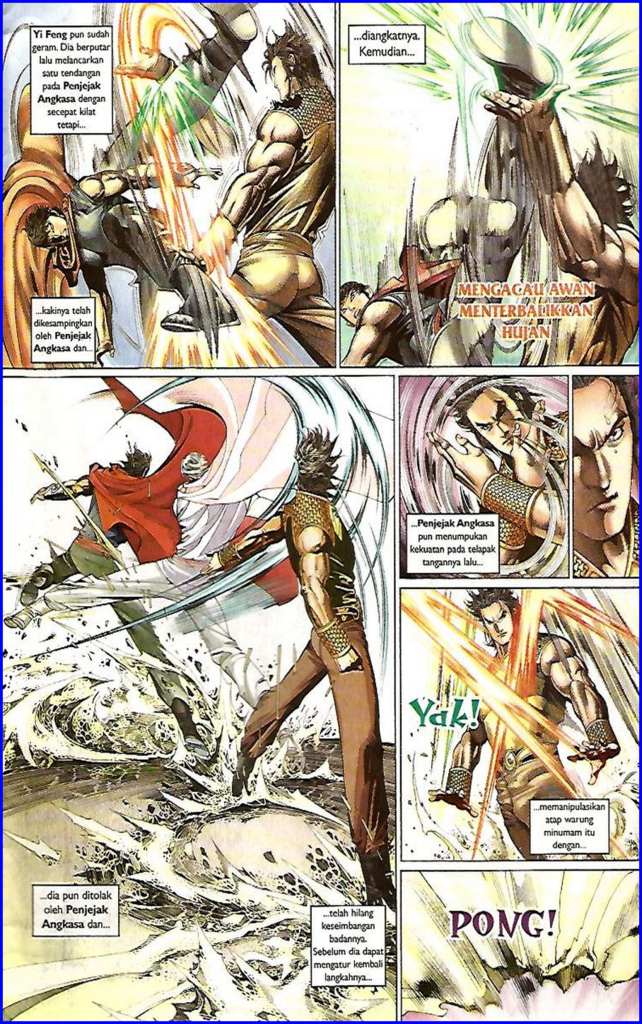 Yi Feng pun sudah
geram. Dia berputar
lalu melancarkan
satu tendangan
pada Penjejak
Angkasa dengan
secepat kilat
tetapi...
...kakinya telah
dikesampingkan
oleh Penjejak
Angkasa dan...
...diangkatnya.
Kemudian...
MENGACAU AWAN
MENTERBALIKKAN
HUJAN
...dia pun ditolak
oleh Penjejak
Angkasa dan...
...telah hilang
keseimbangan
badannya.
Sebelum dia dapat
mengatur kembali
langkahnya...
...Penjejak Angkasa
pun menumpukan
kekuatan pada telapak
tangannya lalu...
Yak!
...memanipulasikan
atap warung
minumam itu
dengan...
PONG!